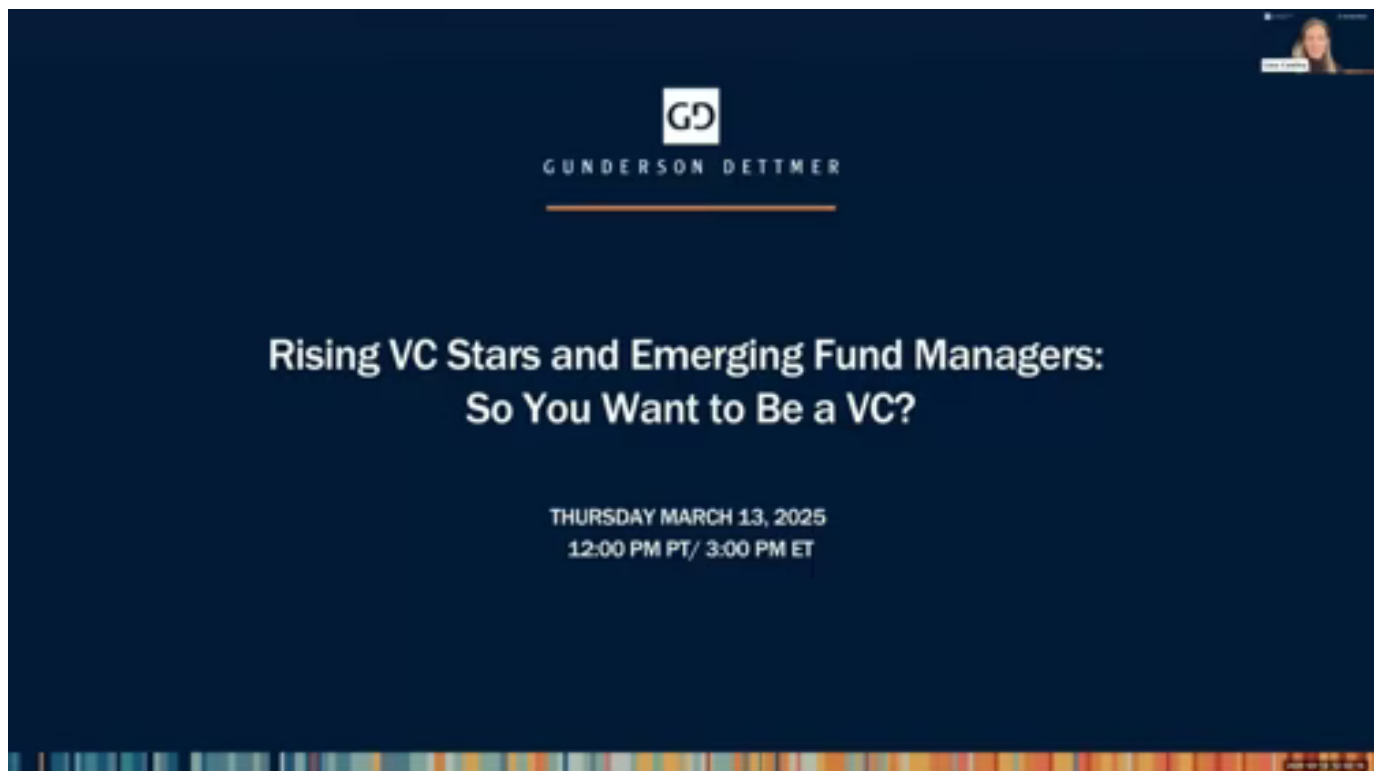 GD
GUNDERSON DETTMER
Rising VC Stars and Emerging Fund Managers:
So You Want to Be a VC?
THURSDAY MARCH 13, 2025
12:00 PM PT/ 3:00 PM ET